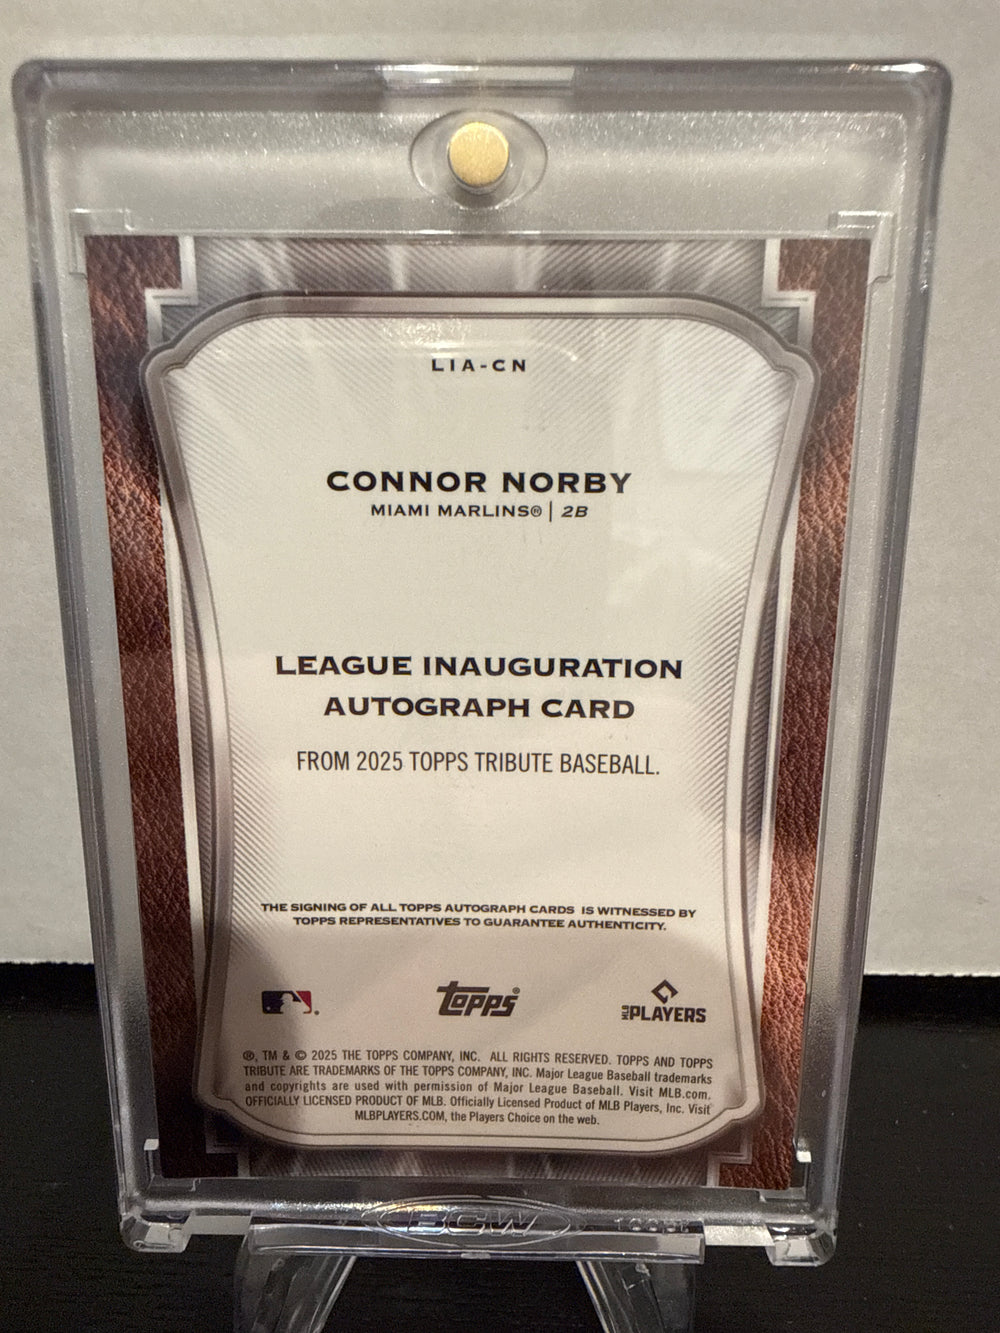 LIA-CN
CONNOR NORBY
MIAMI MARLINS® | 2B
LEAGUE INAUGURATION
AUTOGRAPH CARD
FROM 2025 TOPPS TRIBUTE BASEBALL.
THE SIGNING OF ALL TOPPS AUTOGRAPH CARDS IS WITNESSED BY
TOPPS REPRESENTATIVES TO GUARANTEE AUTHENTICITY.
topps®
MLB PLAYERS
®, TM & © 2025 THE TOPPS COMPANY, INC. ALL RIGHTS RESERVED. TOPPS AND TOPPS
TRIBUTE ARE TRADEMARKS OF THE TOPPS COMPANY, INC. Major League Baseball trademarks
and copyrights are used with permission of Major League Baseball. Visit MLB.com.
OFFICIALLY LICENSED PRODUCT OF MLB. Officially Licensed Product of MLB Players, Inc. Visit
MLBPLAYERS.COM, the Players Choice on the web.
BCW